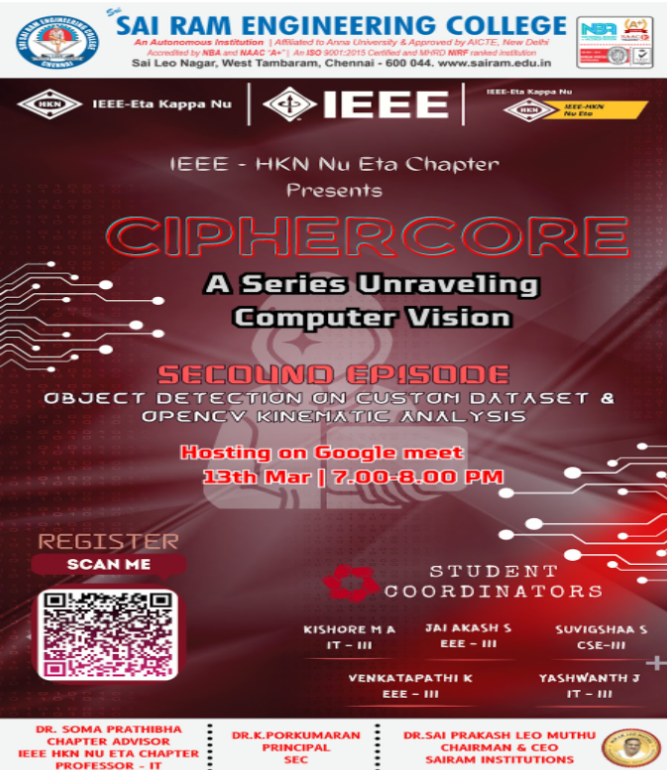 Sri
SAI RAM ENGINEERING COLLEGE
An Autonomous Institution | Affiliated to Anna University & Approved by AICTE, New Delhi
Accredited by NBA and NAAC "A+" | An ISO 9001:2015 Certified and MHRD NIRF ranked institution
Sai Leo Nagar, West Tambaram, Chennai - 600 044. www.sairam.edu.in
HKN
IEEE-Eta Kappa Nu
IEEE
IEEE-Eta Kappa Nu
HKN
IEEE-HKN
Nu Eta
IEEE - HKN Nu Eta Chapter
Presents
CIPHERCORE
A Series Unraveling
Computer Vision
SECOUND EPISODE
OBJECT DETECTION ON CUSTOM DATASET &
OPENCV KINEMATIC ANALYSIS
Hosting on Google meet
13th Mar | 7.00-8.00 PM
REGISTER
SCAN ME
STUDENT
COORDINATORS
KISHORE M A
IT - III
JAI AKASH S
EEE - III
SUVIGSHAA S
CSE-III
VENKATAPATHI K
EEE - III
YASHWANTH J
IT - III
DR. SOMA PRATHIBHA
CHAPTER ADVISOR
IEEE HKN NU ETA CHAPTER
PROFESSOR - IT
DR.K.PORKUMARAN
PRINCIPAL
SEC
DR.SAI PRAKASH LEO MUTHU
CHAIRMAN & CEO
SAIRAM INSTITUTIONS